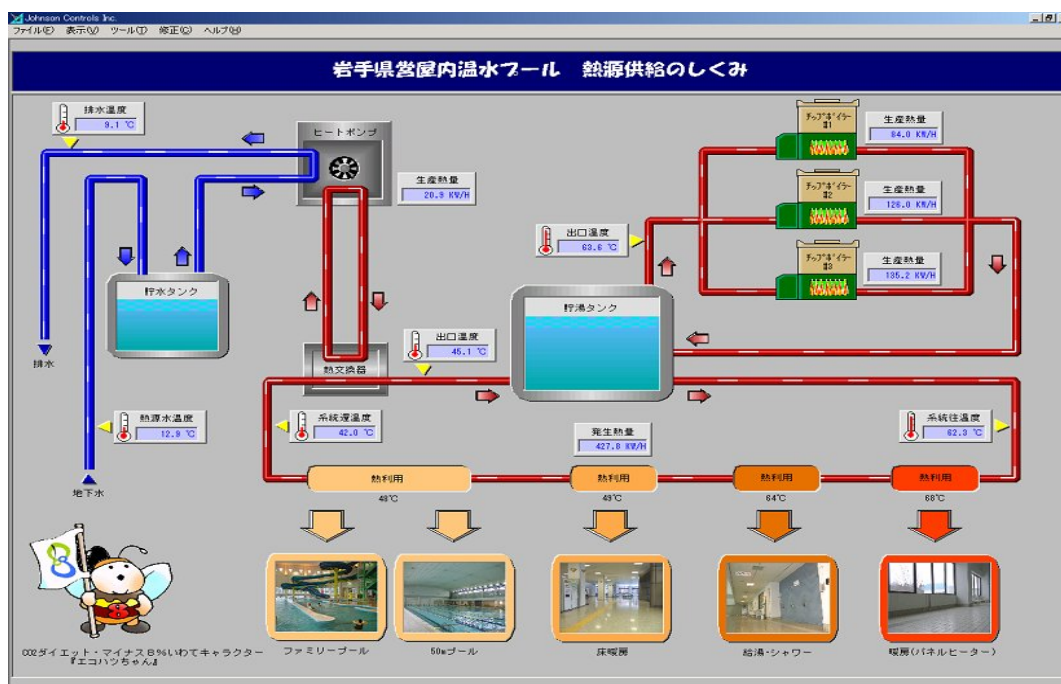 Johnson Controls Inc.
ファイル(F) 表示(V) ツール(T) 修正(C) ヘルプ(H)
岩手県営屋内温水プール 熱源供給のしくみ
排水温度
9.1 ℃
ヒートポンプ
生産熱量
20.9 KW/H
チップボイラー
#1
生産熱量
84.0 KW/H
チップボイラー
#2
生産熱量
126.0 KW/H
チップボイラー
#3
生産熱量
出口温度
63.6 ℃
貯水タンク
貯湯タンク
出口温度
45.1 ℃
排水
熱交換器
熱源水温度
12.9 ℃
系統還温度
42.0 ℃
発生熱量
427.8 KW/H
系統往温度
62.3 ℃
地下水
熱利用
熱利用
熱利用
熱利用
48℃
49℃
64℃
68℃
CO2ダイエット・マイナス8%いわてキャラクター
『エコハツちゃん』
ファミリープール
50mプール
床暖房
給湯・シャワー
暖房(パネルヒーター)